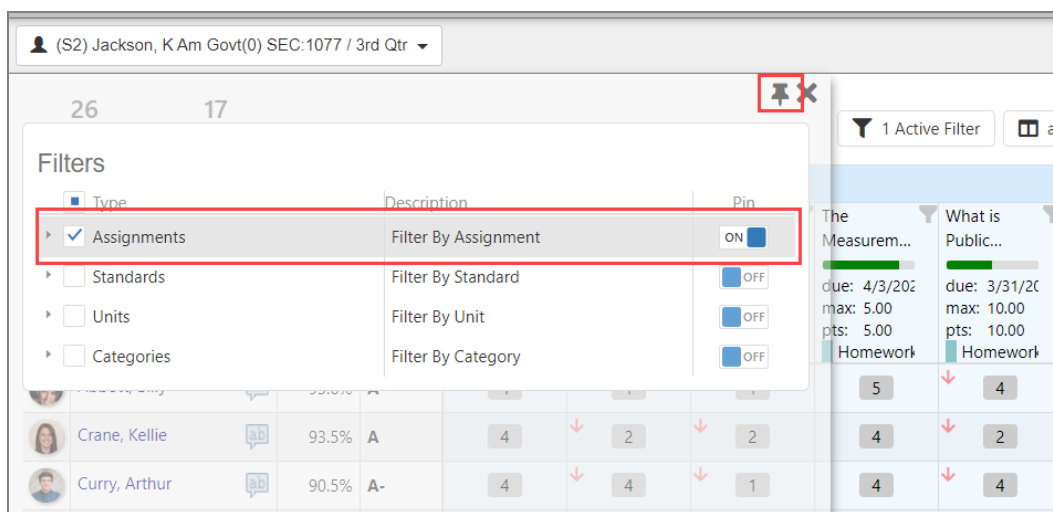 (S2) Jackson, K Am Govt(0) SEC:1077 / 3rd Qtr
26 17
1 Active Filter
Filters
Type Description Pin
Assignments Filter By Assignment ON
Standards Filter By Standard OFF
Units Filter By Unit OFF
Categories Filter By Category OFF
The Measurem...
due: 4/3/202
max: 5.00
pts: 5.00
Homework
What is Public...
due: 3/31/20
max: 10.00
pts: 10.00
Homework
5 4
Crane, Kellie ab 93.5% A 4 2 2 4 2
Curry, Arthur ab 90.5% A- 4 4 1 4 4